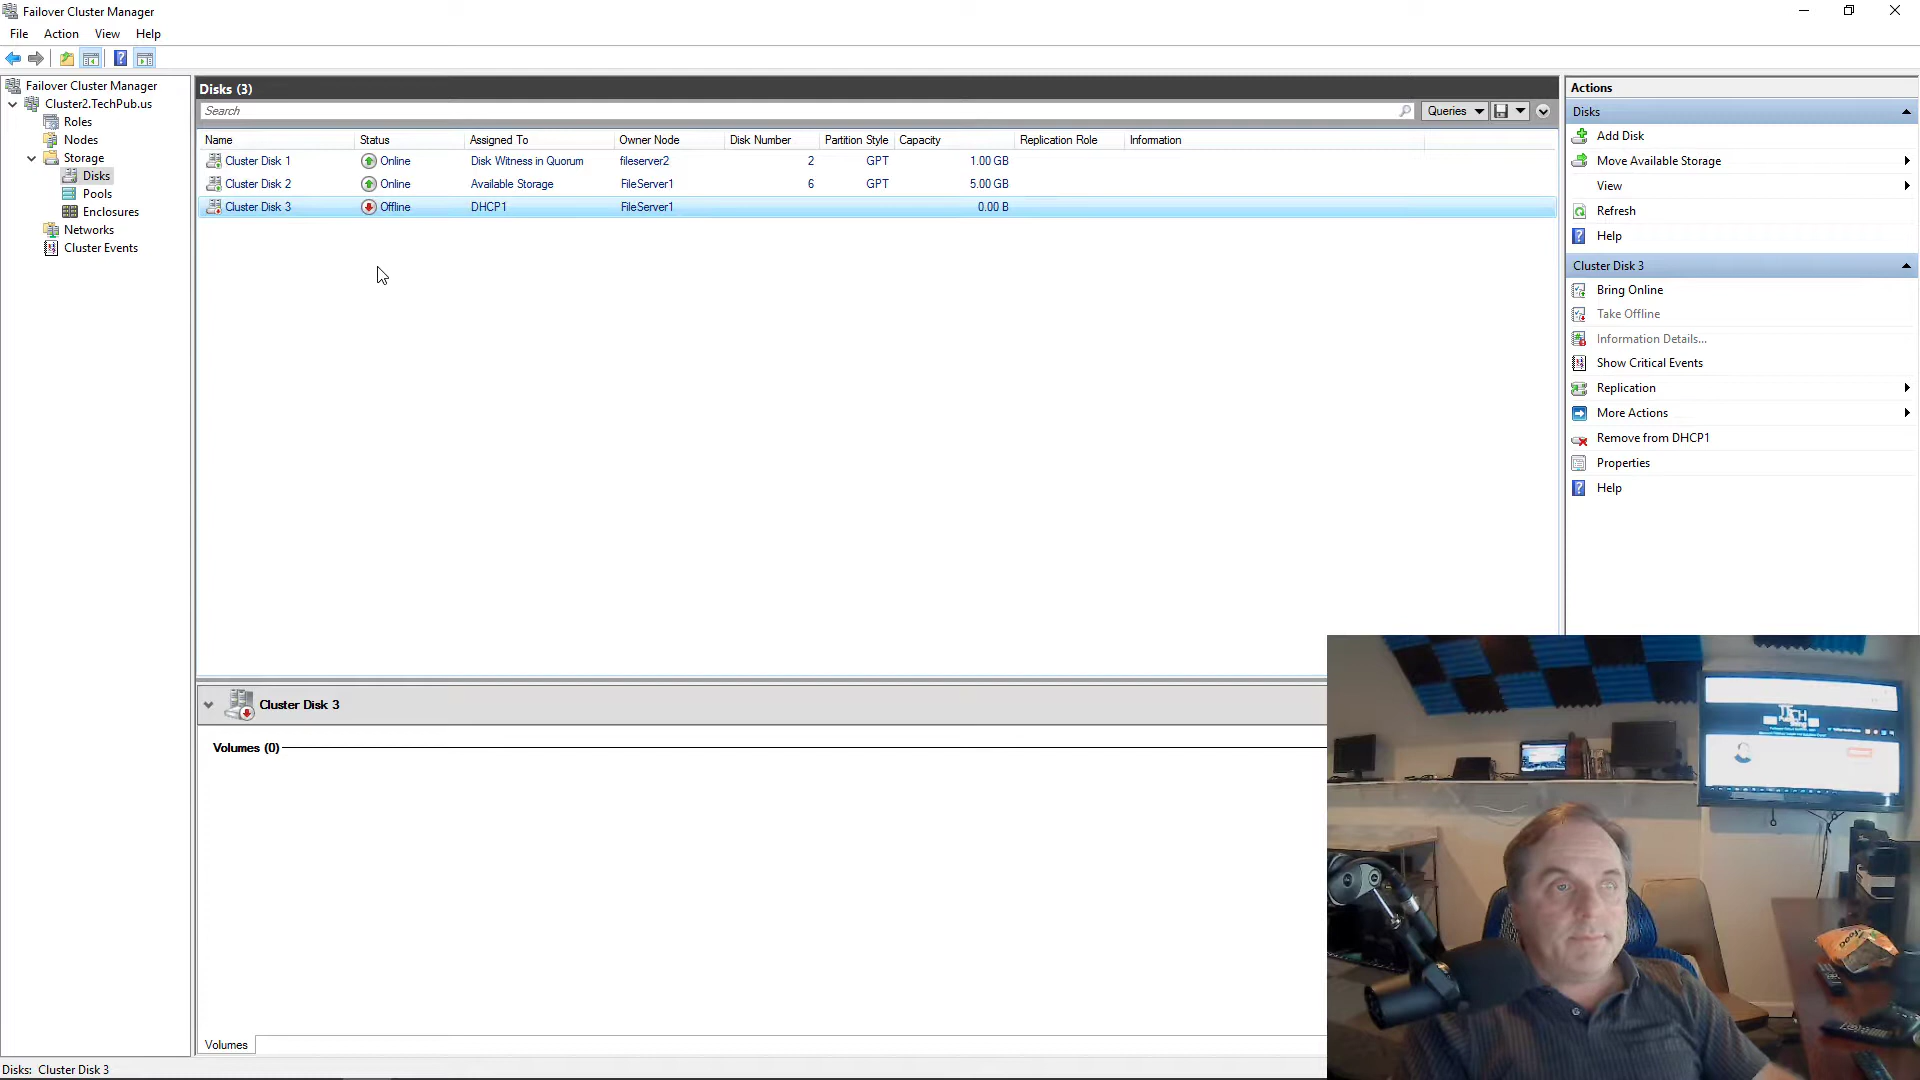 Failover Cluster Manager
File Action View Help
Failover Cluster Manager
Cluster2.TechPub.us
Roles
Nodes
Storage
Disks
Pools
Enclosures
Networks
Cluster Events
Disks (3)
Search
Queries
Name Status Assigned To Owner Node Disk Number Partition Style Capacity Replication Role Information
Cluster Disk 1 Online Disk Witness in Quorum fileserver2 2 GPT 1.00 GB
Cluster Disk 2 Online Available Storage FileServer1 6 GPT 5.00 GB
Cluster Disk 3 Offline DHCP1 FileServer1 0.00 B
Cluster Disk 3
Volumes (0)
Volumes
Actions
Disks
Add Disk
Move Available Storage
View
Refresh
Help
Cluster Disk 3
Bring Online
Take Offline
Information Details...
Show Critical Events
Replication
More Actions
Remove from DHCP1
Properties
Help
Disks: Cluster Disk 3